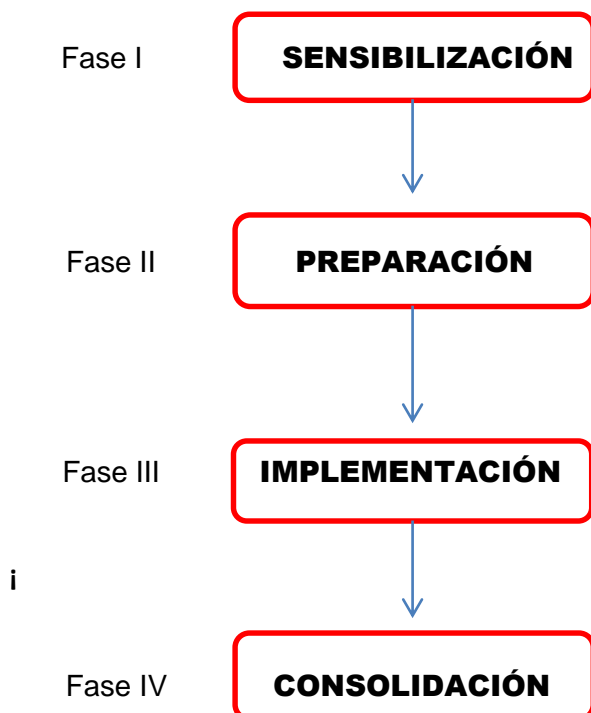 Fase I SENSIBILIZACIÓN
Fase II PREPARACIÓN
Fase III IMPLEMENTACIÓN
¡
Fase IV CONSOLIDACIÓN